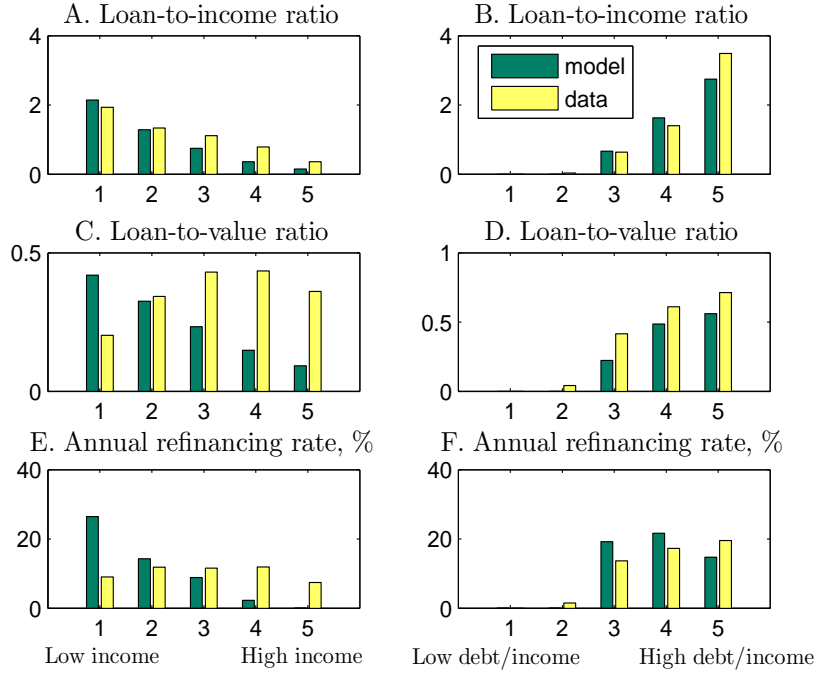 A. Loan-to-income ratio
B. Loan-to-income ratio
4
2
0
1 2 3 4 5
4
2
0
1 2 3 4 5
model
data
C. Loan-to-value ratio
D. Loan-to-value ratio
0.5
0
1 2 3 4 5
1
0.5
0
1 2 3 4 5
E. Annual refinancing rate, %
F. Annual refinancing rate, %
40
20
0
1 2 3 4 5
Low income High income
40
20
0
1 2 3 4 5
Low debt/income High debt/income